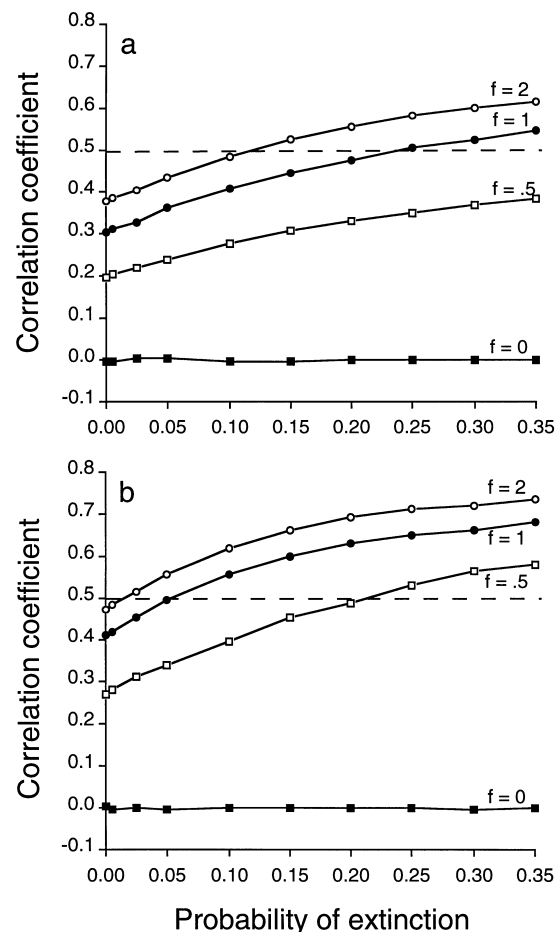 a
Correlation coefficient
0.8
0.7
0.6
0.5
0.4
0.3
0.2
0.1
0.0
-0.1
f = 2
f = 1
f = .5
f = 0
0.00 0.05 0.10 0.15 0.20 0.25 0.30 0.35
b
Correlation coefficient
0.8
0.7
0.6
0.5
0.4
0.3
0.2
0.1
0.0
-0.1
f = 2
f = 1
f = .5
f = 0
0.00 0.05 0.10 0.15 0.20 0.25 0.30 0.35
Probability of extinction